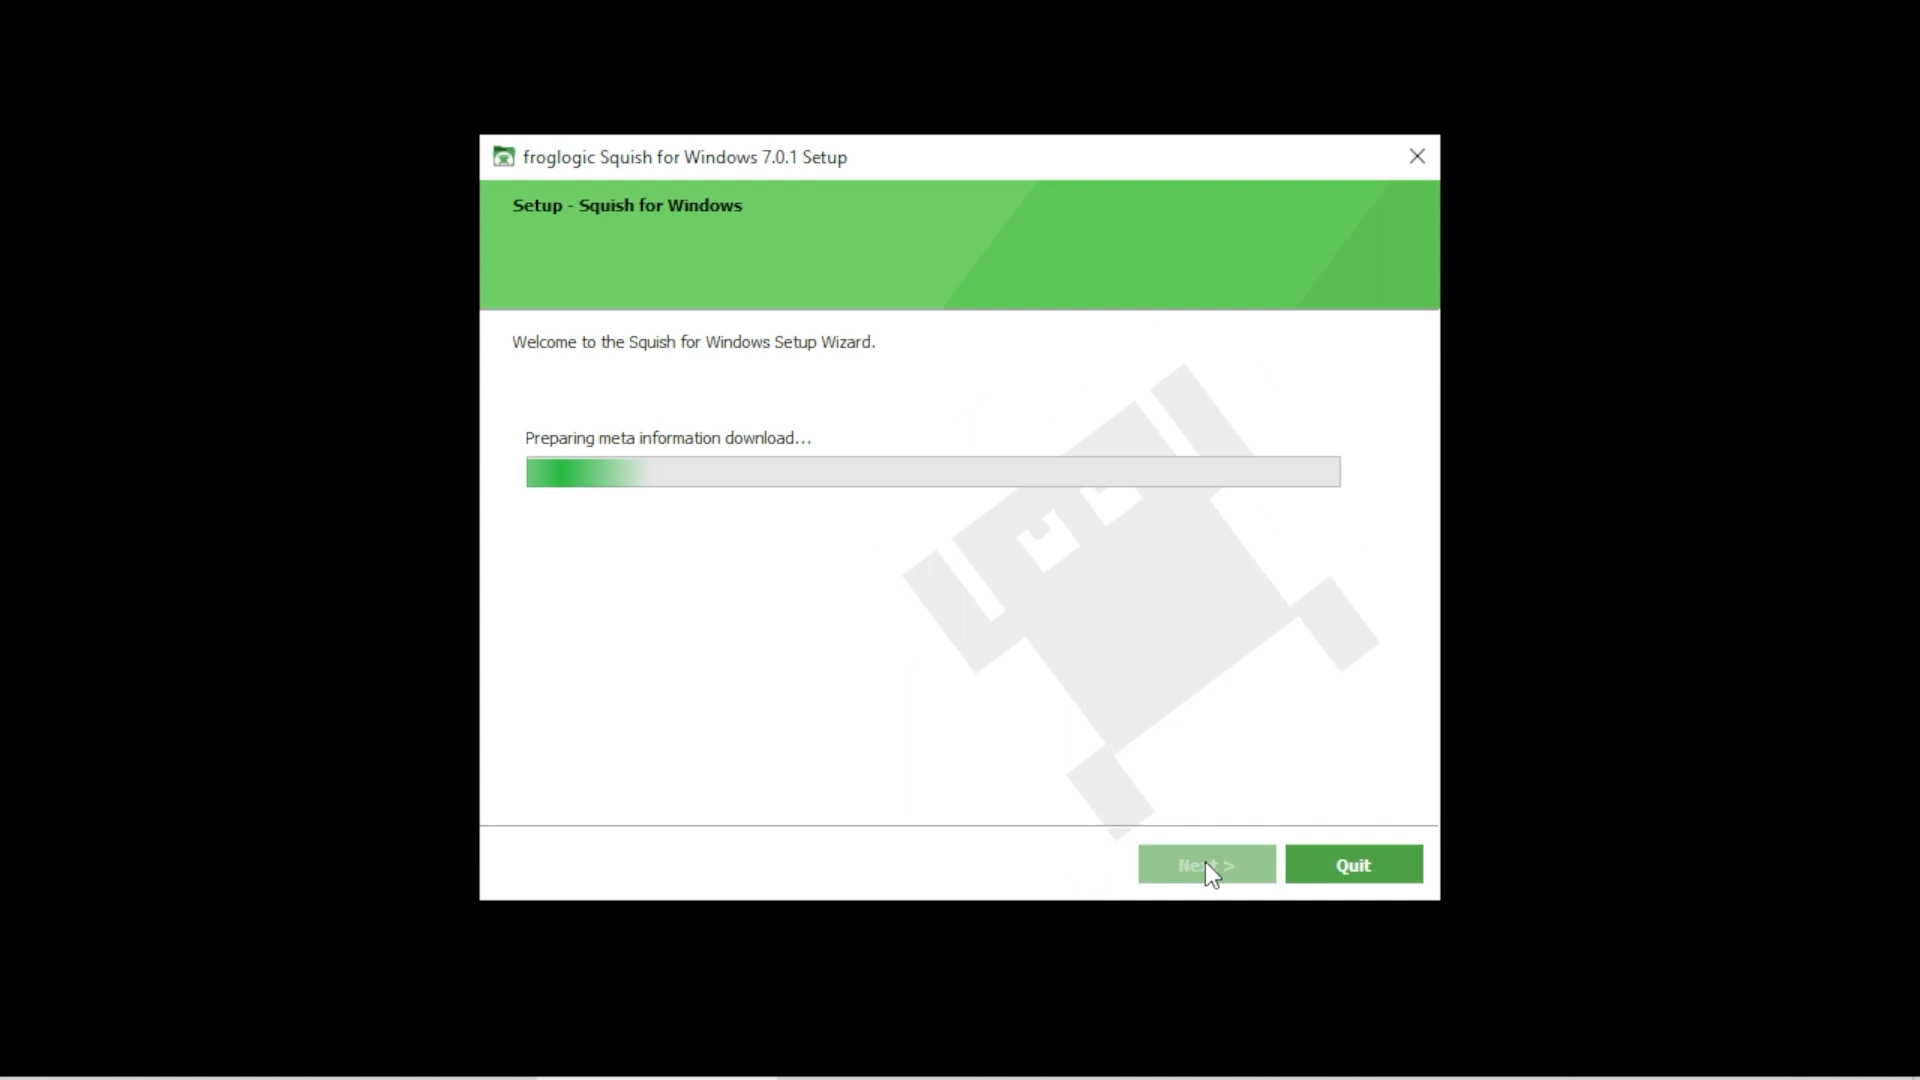 froglogic Squish for Windows 7.0.1 Setup
Setup - Squish for Windows
Welcome to the Squish for Windows Setup Wizard.
Preparing meta information download...
Next >
Quit